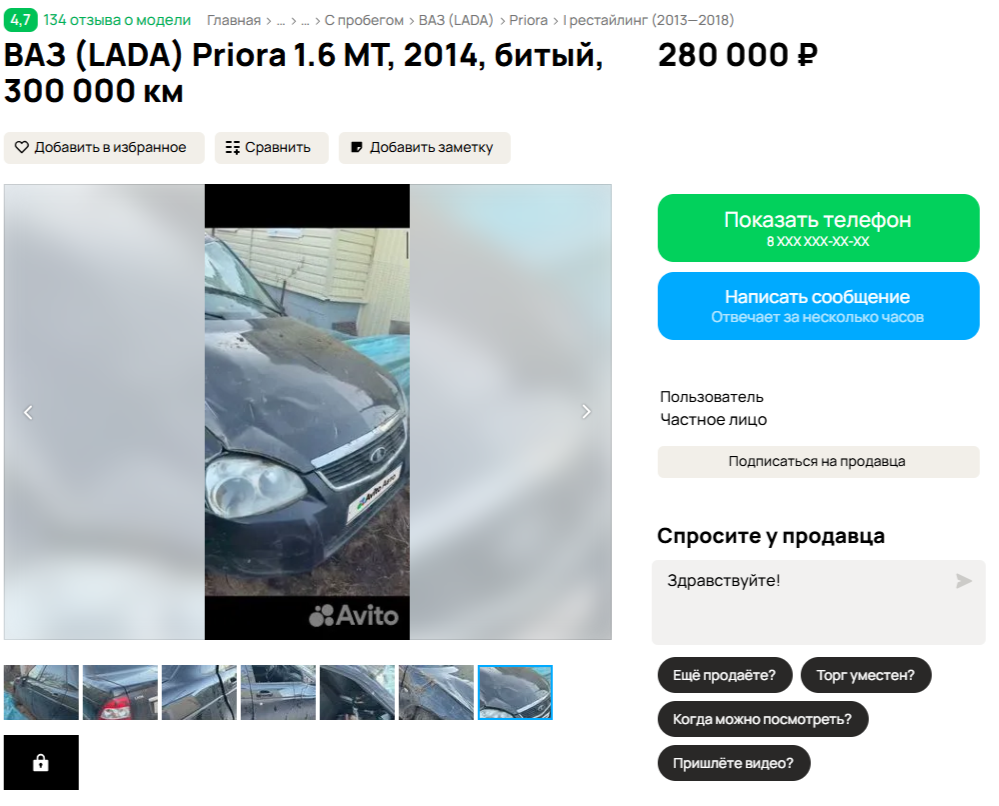 4,7 134 отзыва о модели Главная > ... > ... > С пробегом > ВАЗ (LADA) > Priora > I рестайлинг (2013—2018)
ВАЗ (LADA) Priora 1.6 MT, 2014, битый,
300 000 км
280 000 ₽
Добавить в избранное Сравнить Добавить заметку
Показать телефон
8 XXX XXX-XX-XX
Написать сообщение
Отвечает за несколько часов
Avito Авто
Avito
Пользователь
Частное лицо
Подписаться на продавца
Спросите у продавца
Здравствуйте!
Ещё продаёте? Торг уместен?
Когда можно посмотреть?
Пришлёте видео?